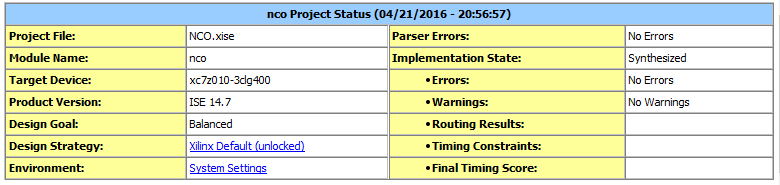 nco Project Status (04/21/2016 - 20:56:57)
Project File: NCO.xise Parser Errors: No Errors
Module Name: nco Implementation State: Synthesized
Target Device: xc7z010-3clg400 •Errors: No Errors
Product Version: ISE 14.7 •Warnings: No Warnings
Design Goal: Balanced •Routing Results:
Design Strategy: Xilinx Default (unlocked) •Timing Constraints:
Environment: System Settings •Final Timing Score: